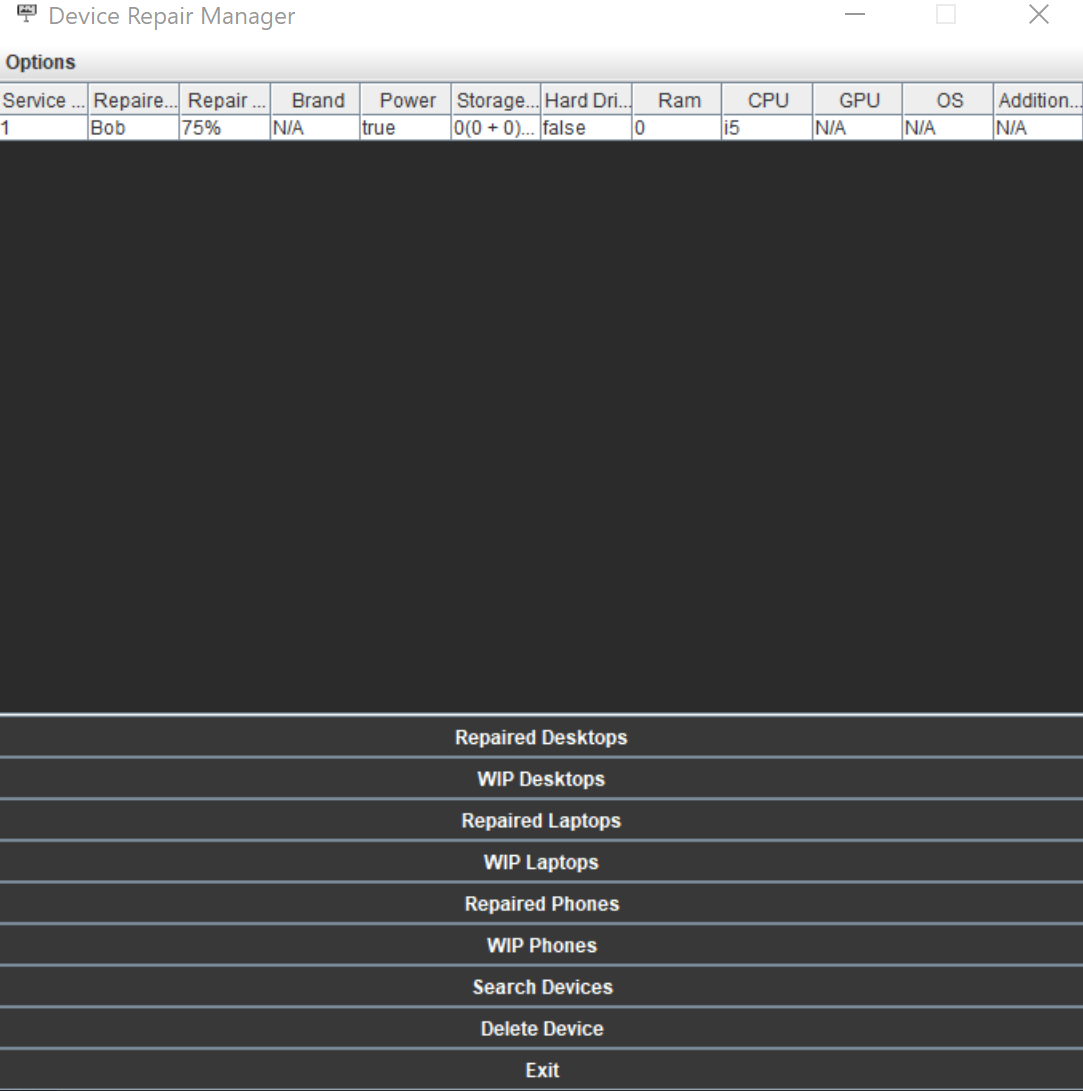 Device Repair Manager
Options
Service ... Repaire... Repair ... Brand Power Storage... Hard Dri... Ram CPU GPU OS Addition...
1 Bob 75% N/A true 0(0 + 0)... false 0 i5 N/A N/A N/A
Repaired Desktops
WIP Desktops
Repaired Laptops
WIP Laptops
Repaired Phones
WIP Phones
Search Devices
Delete Device
Exit